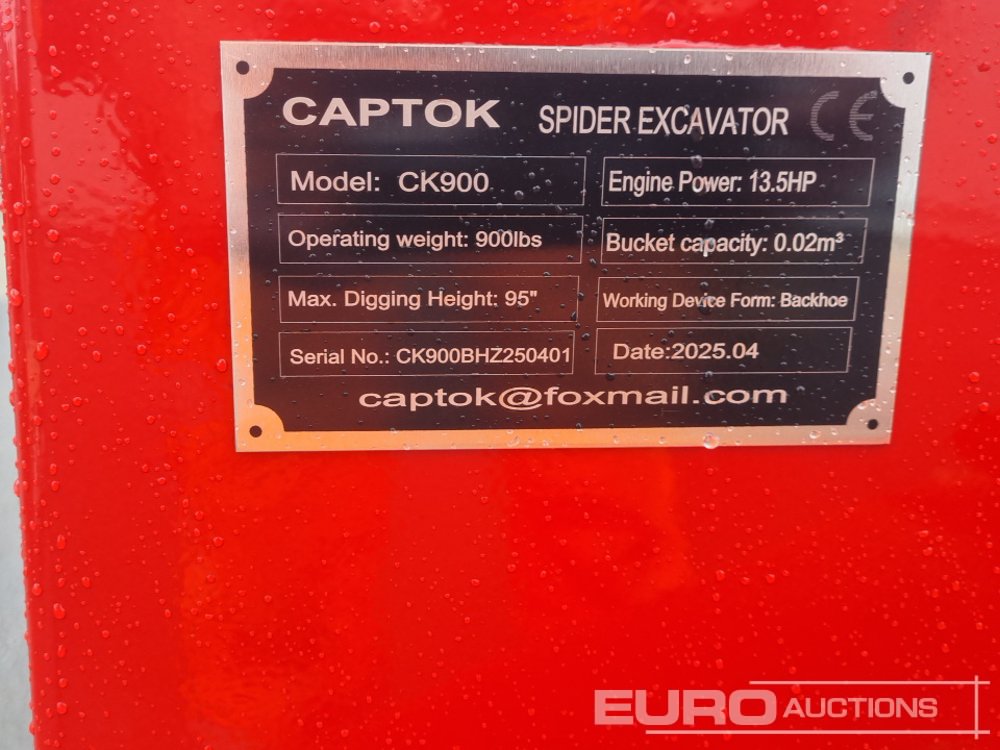 CAPTOK SPIDER EXCAVATOR CE
Model: CK900 Engine Power: 13.5HP
Operating weight: 900lbs Bucket capacity: 0.02m³
Max. Digging Height: 95" Working Device Form: Backhoe
Serial No.: CK900BHZ250401 Date:2025.04
captok@foxmail.com
EURO AUCTIONS